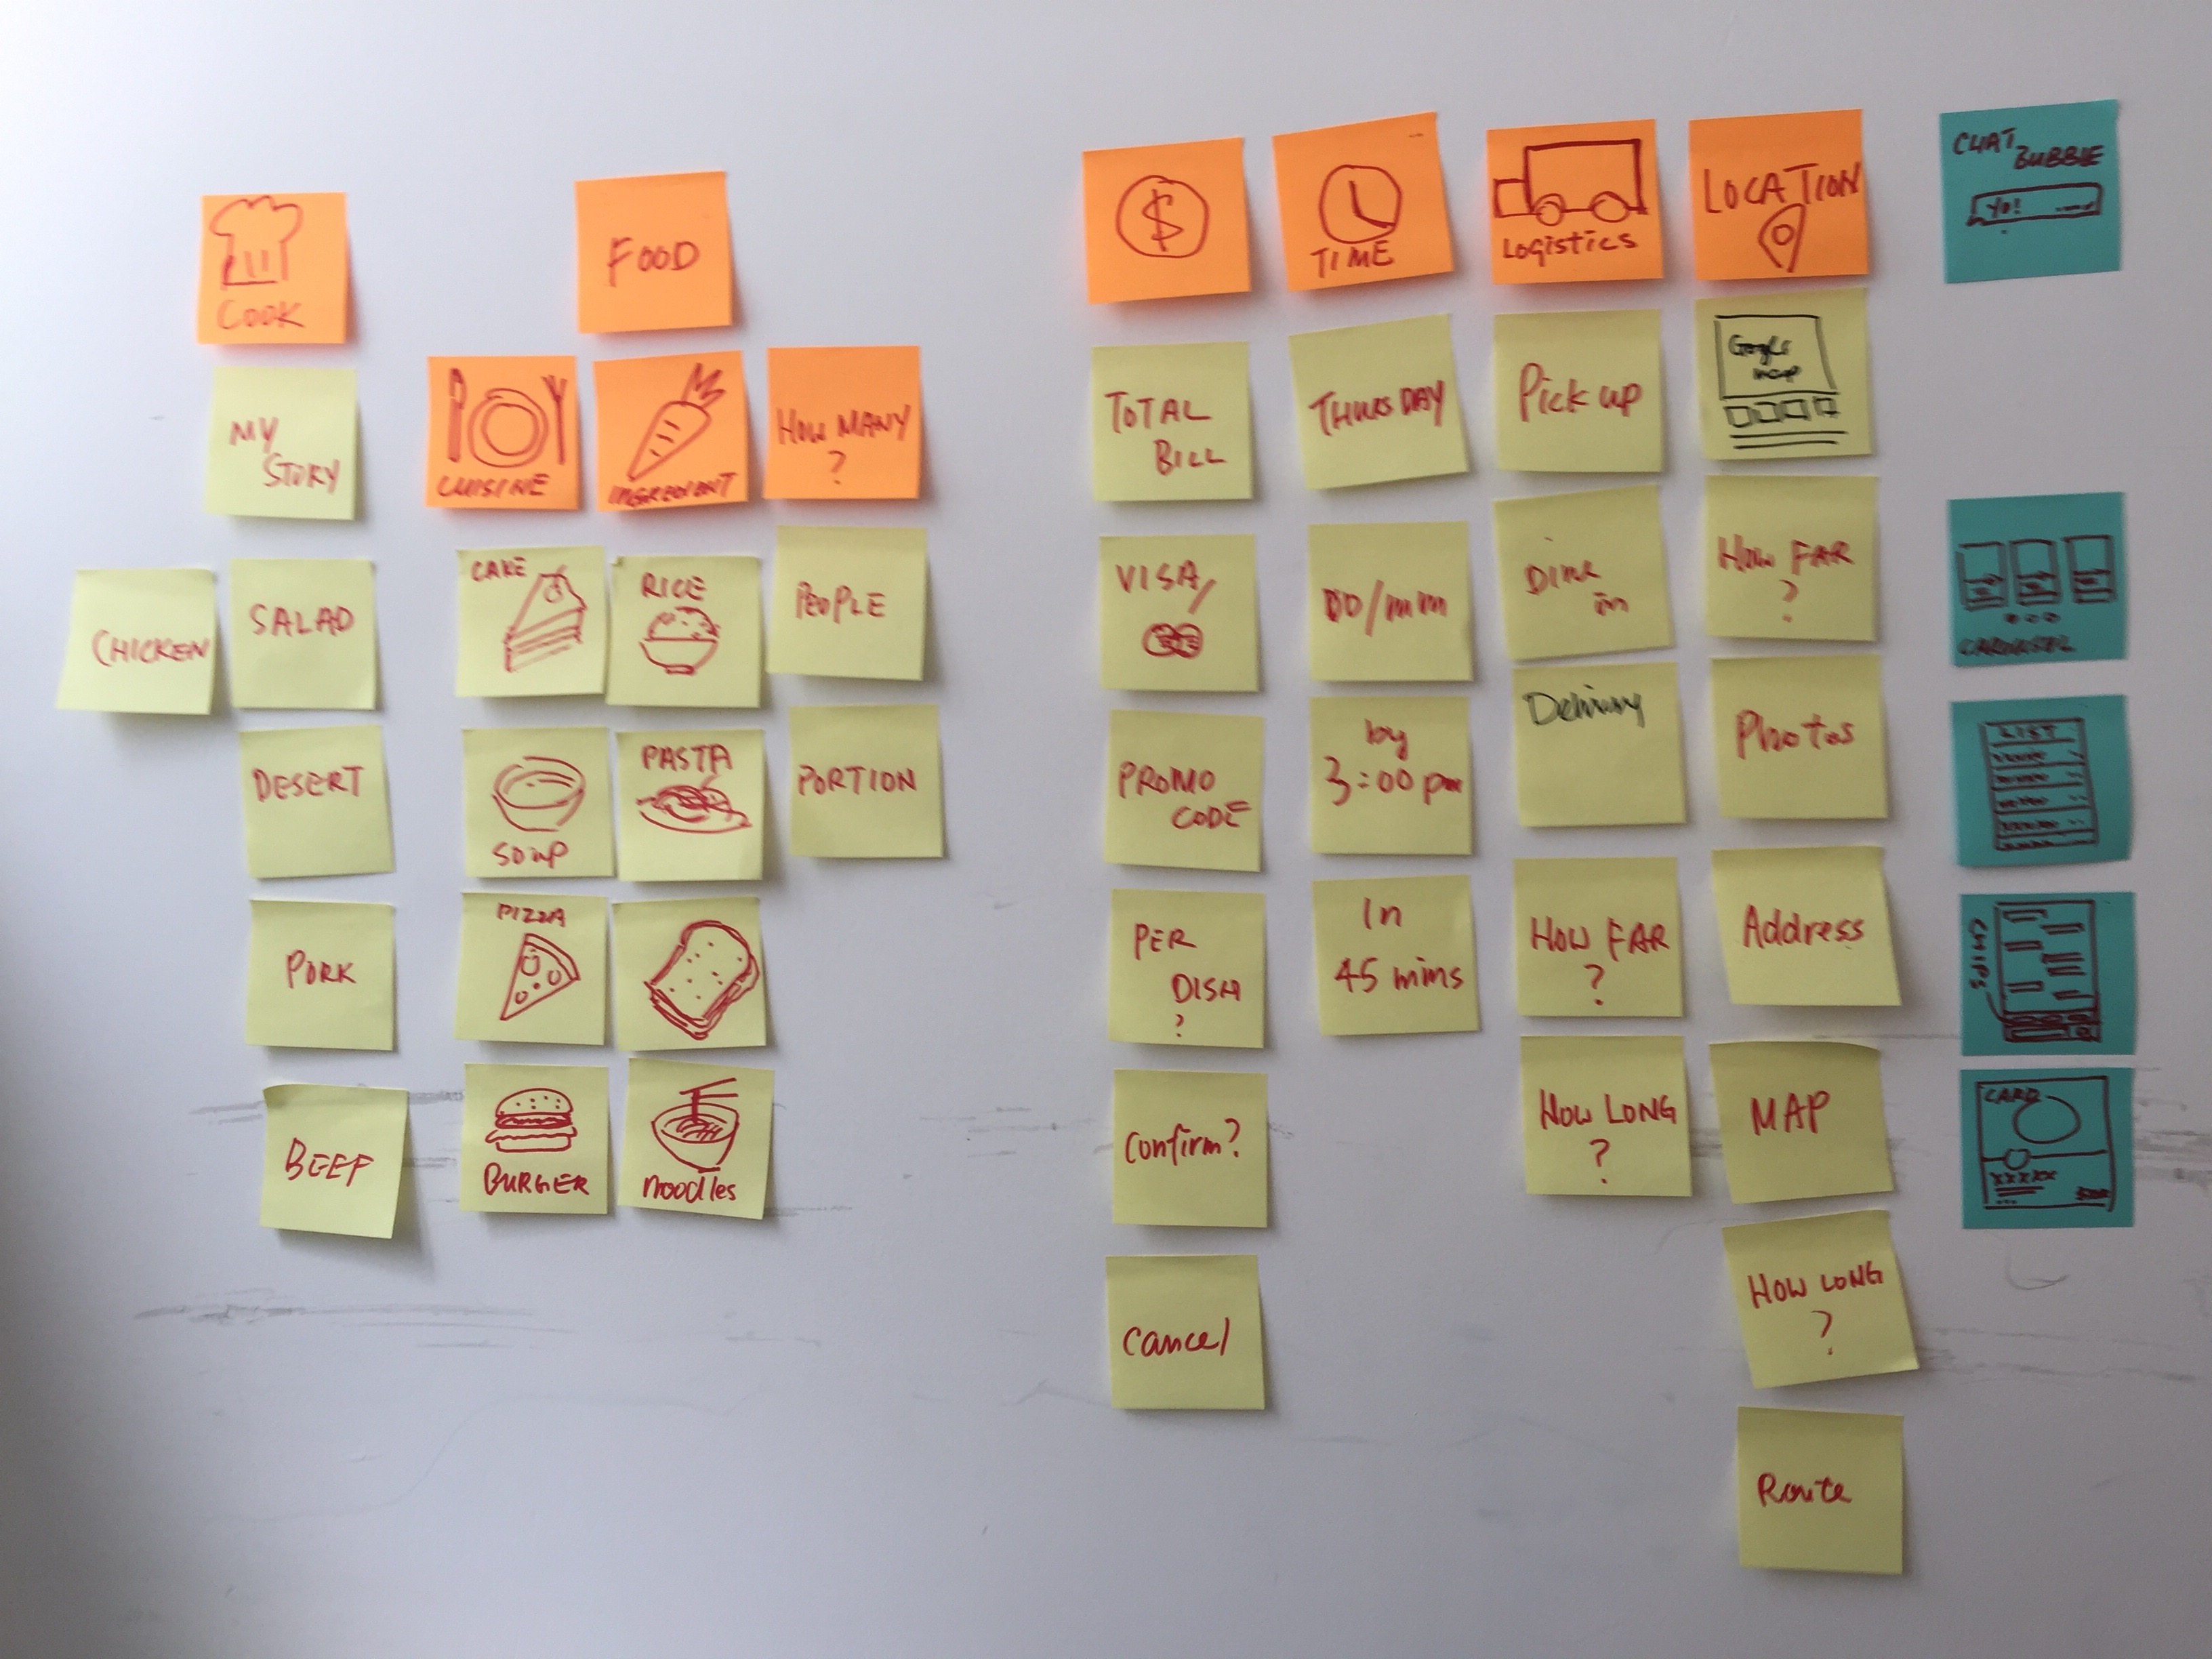 COOK
MY
STORY
CHICKEN
SALAD
DESERT
PORK
BEEF
FOOD
CUISINE
INGREDIENT
HOW MANY
?
CAKE
RICE
PEOPLE
SOUP
PASTA
PORTION
PIZZA
BURGER
noodles
$
TOTAL
BILL
VISA/
PROMO
CODE
PER
DISH
?
Confirm?
Cancel
TIME
THURSDAY
DD/mm
by
3:00 pm
In
45 mins
Logistics
Pick up
Dine
in
Delivery
HOW FAR
?
HOW LONG
?
LOCATION
Google
map
HOW FAR
?
Photos
Address
MAP
HOW LONG
?
Route
CHAT
BUBBLE
Yo!
CAROUSEL
LIST
CHIPS
CARD
XXXXX